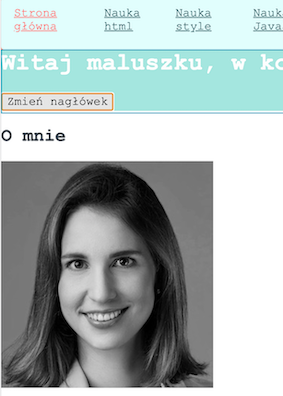 Strona Nauka Nauka Nauk
główna html style Java
Witaj maluszku, w ko
Zmień nagłówek
O mnie